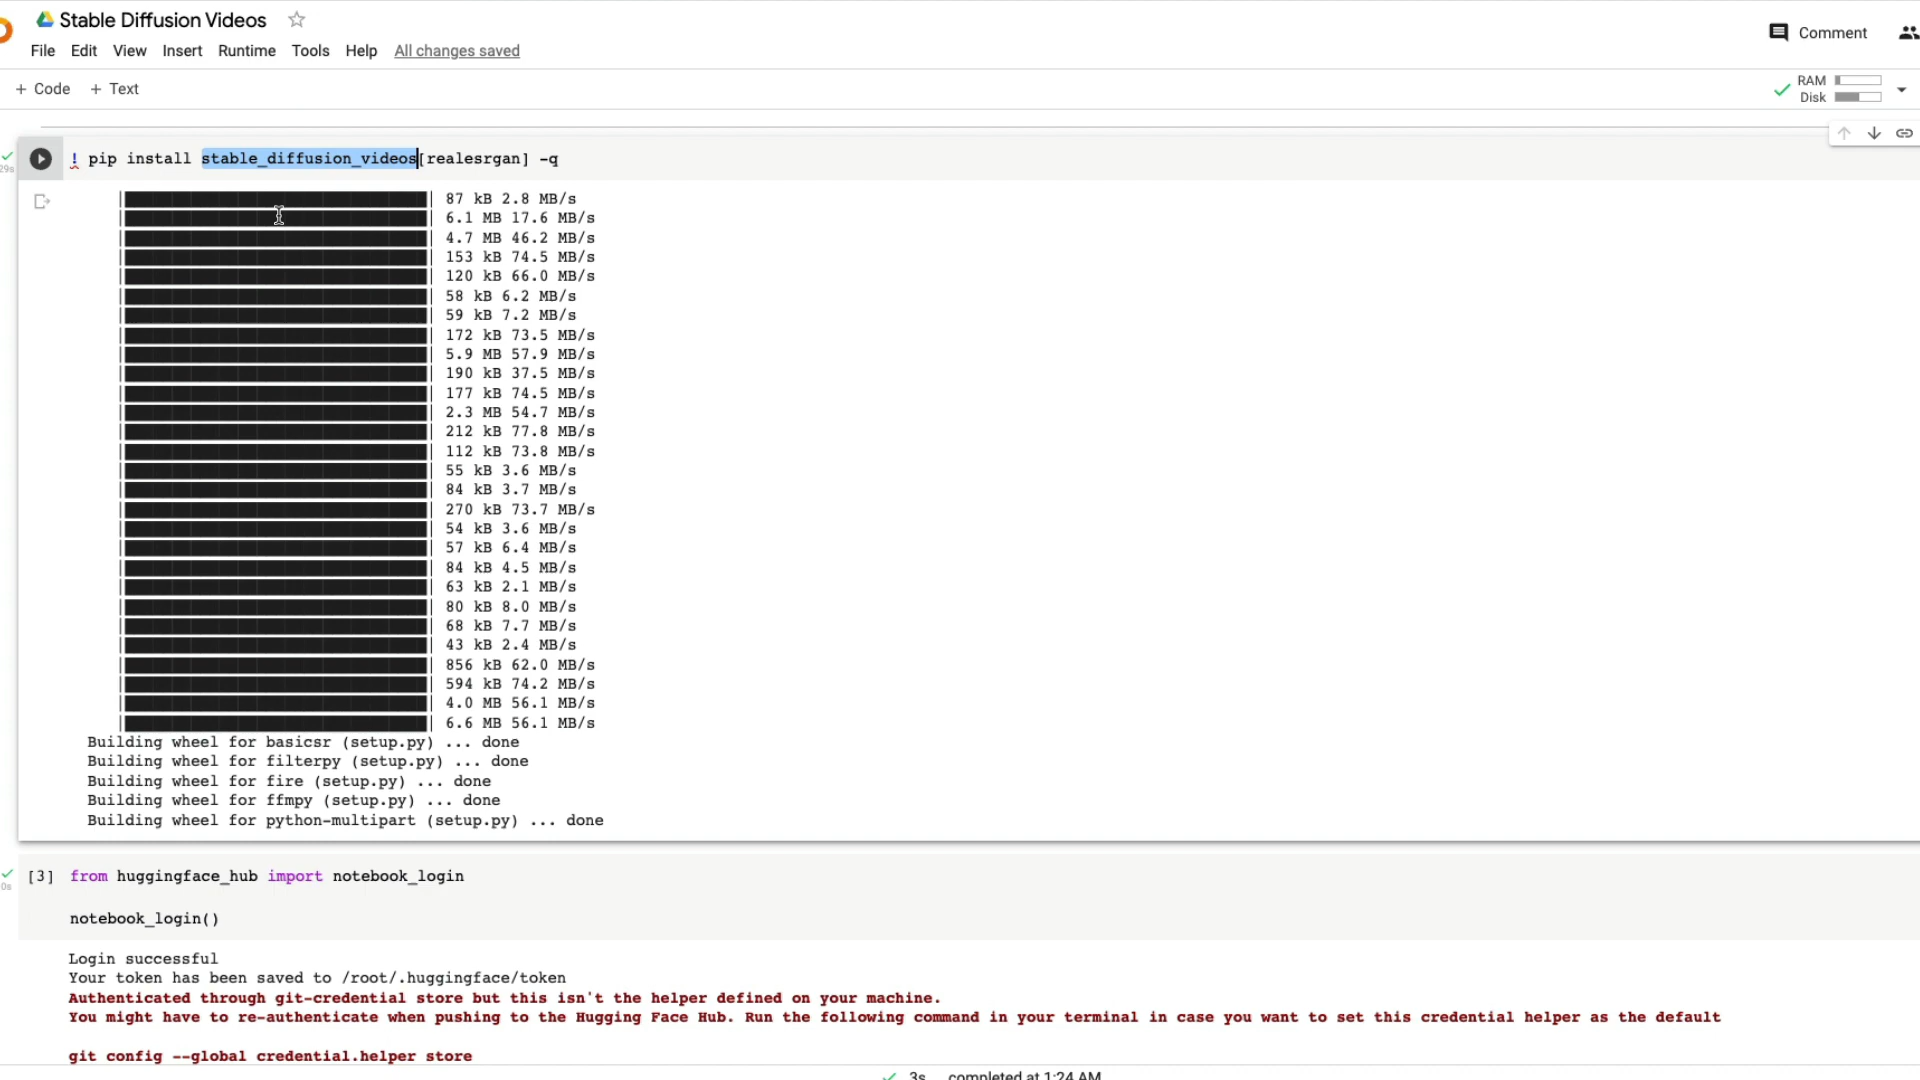 Stable Diffusion Videos
File Edit View Insert Runtime Tools Help All changes saved
Comment
+ Code + Text
RAM
Disk
29s
! pip install stable_diffusion_videos[realesrgan] -q
87 kB 2.8 MB/s
6.1 MB 17.6 MB/s
4.7 MB 46.2 MB/s
153 kB 74.5 MB/s
120 kB 66.0 MB/s
58 kB 6.2 MB/s
59 kB 7.2 MB/s
172 kB 73.5 MB/s
5.9 MB 57.9 MB/s
190 kB 37.5 MB/s
177 kB 74.5 MB/s
2.3 MB 54.7 MB/s
212 kB 77.8 MB/s
112 kB 73.8 MB/s
55 kB 3.6 MB/s
84 kB 3.7 MB/s
270 kB 73.7 MB/s
54 kB 3.6 MB/s
57 kB 6.4 MB/s
84 kB 4.5 MB/s
63 kB 2.1 MB/s
80 kB 8.0 MB/s
68 kB 7.7 MB/s
43 kB 2.4 MB/s
856 kB 62.0 MB/s
594 kB 74.2 MB/s
4.0 MB 56.1 MB/s
6.6 MB 56.1 MB/s
Building wheel for basicsr (setup.py) ... done
Building wheel for filterpy (setup.py) ... done
Building wheel for fire (setup.py) ... done
Building wheel for ffmpy (setup.py) ... done
Building wheel for python-multipart (setup.py) ... done
[3] from huggingface_hub import notebook_login
0s
notebook_login()
Login successful
Your token has been saved to /root/.huggingface/token
Authenticated through git-credential store but this isn't the helper defined on your machine.
You might have to re-authenticate when pushing to the Hugging Face Hub. Run the following command in your terminal in case you want to set this credential helper as the default
git config --global credential.helper store
3s completed at 1:24 AM